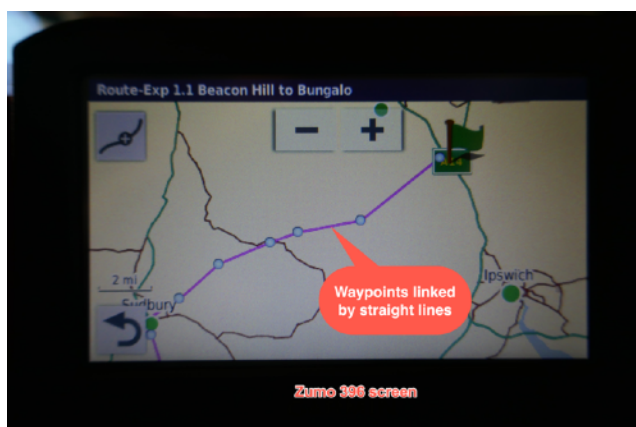 Route-Exp 1.1 Beacon Hill to Bungalo
2 mi
Sudbury
Ipswich
Waypoints linked
by straight lines
Zumo 396 screen